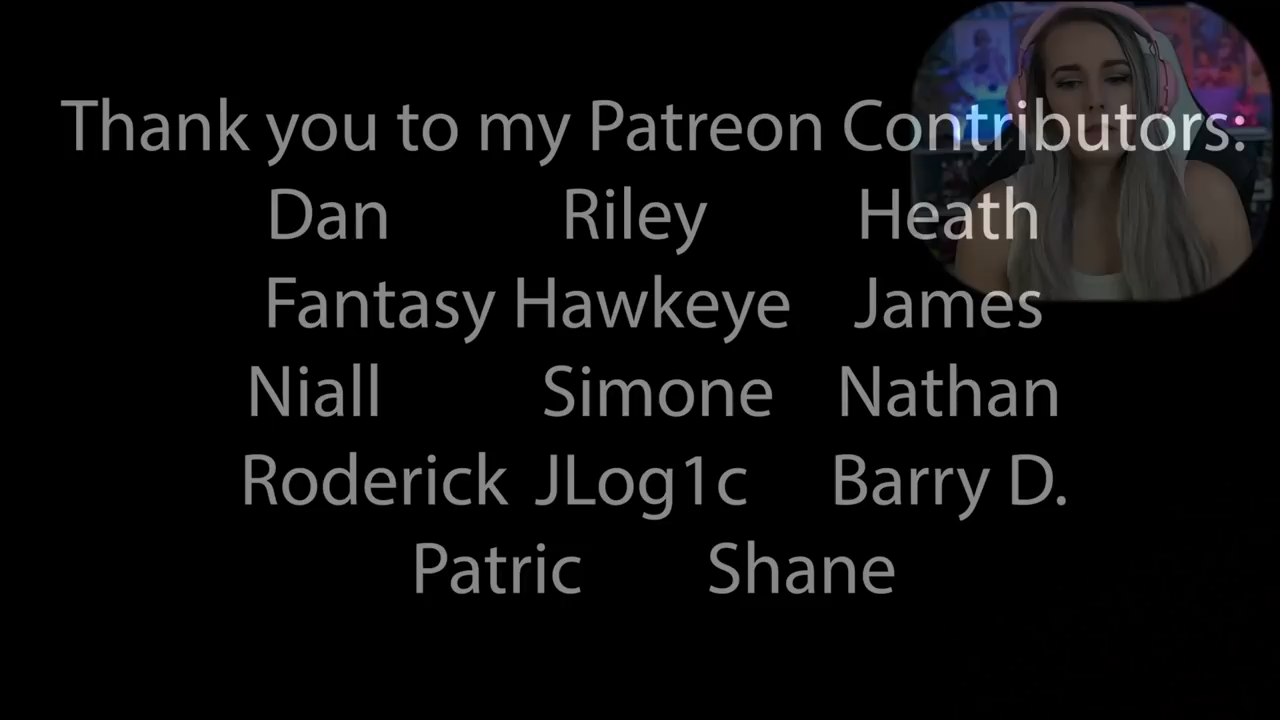 Thank you to my Patreon Contributors:
Dan Riley Heath
Fantasy Hawkeye James
Niall Simone Nathan
Roderick JLog1c Barry D.
Patric Shane